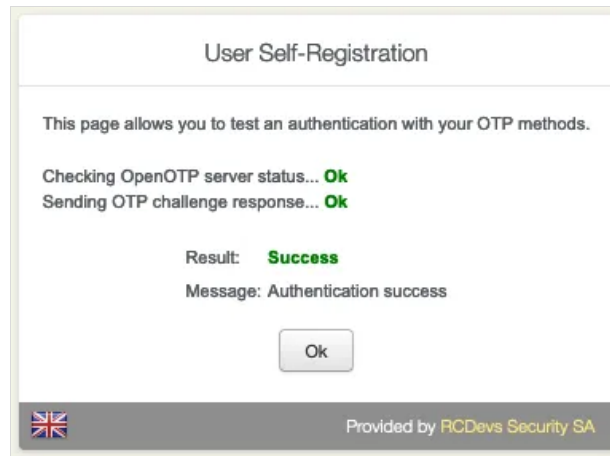 User Self-Registration
This page allows you to test an authentication with your OTP methods.
Checking OpenOTP server status... Ok
Sending OTP challenge response... Ok
Result: Success
Message: Authentication success
Ok
Provided by RCDevs Security SA